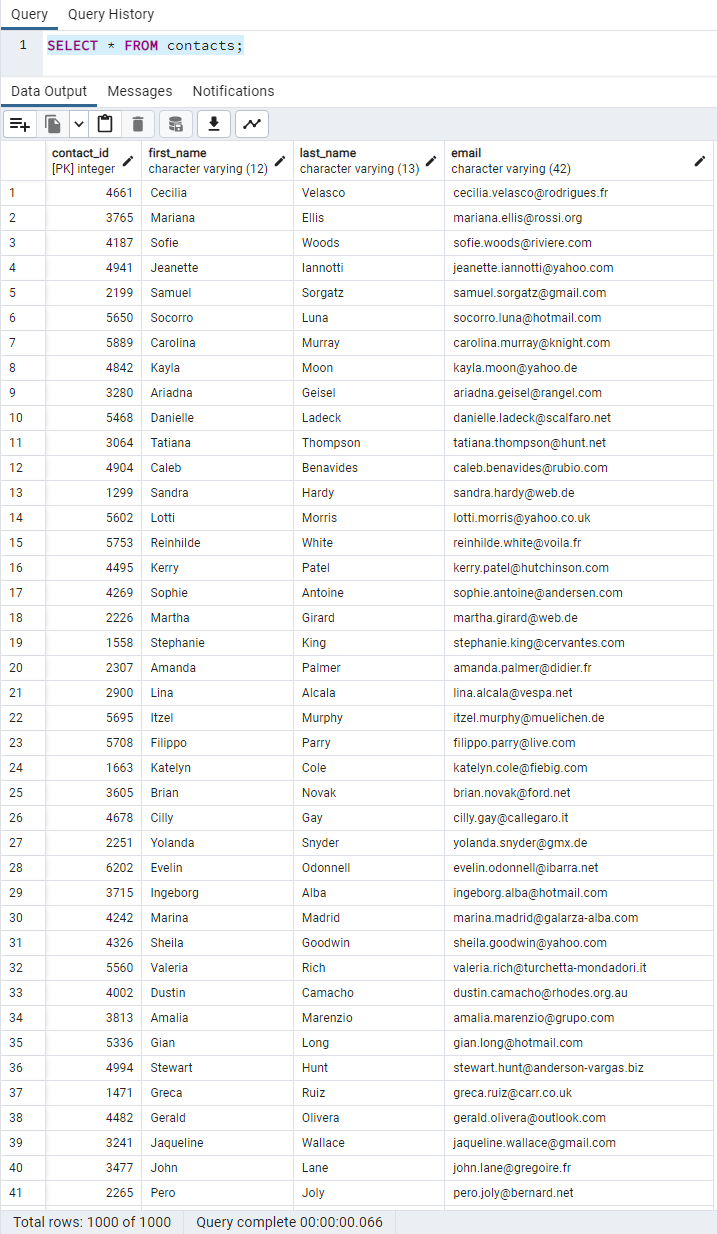 Query Query History
1 SELECT * FROM contacts;
Data Output Messages Notifications
contact_id first_name last_name email
[PK] integer character varying (12) character varying (13) character varying (42)
1 4661 Cecilia Velasco cecilia.velasco@rodrigues.fr
2 3765 Mariana Ellis mariana.ellis@rossi.org
3 4187 Sofie Woods sofie.woods@riviere.com
4 4941 Jeanette Iannotti jeanette.iannotti@yahoo.com
5 2199 Samuel Sorgatz samuel.sorgatz@gmail.com
6 5650 Socorro Luna socorro.luna@hotmail.com
7 5889 Carolina Murray carolina.murray@knight.com
8 4842 Kayla Moon kayla.moon@yahoo.de
9 3280 Ariadna Geisel ariadna.geisel@rangel.com
10 5468 Danielle Ladeck danielle.ladeck@scalfaro.net
11 3064 Tatiana Thompson tatiana.thompson@hunt.net
12 4904 Caleb Benavides caleb.benavides@rubio.com
13 1299 Sandra Hardy sandra.hardy@web.de
14 5602 Lotti Morris lotti.morris@yahoo.co.uk
15 5753 Reinhilde White reinhilde.white@voila.fr
16 4495 Kerry Patel kerry.patel@hutchinson.com
17 4269 Sophie Antoine sophie.antoine@andersen.com
18 2226 Martha Girard martha.girard@web.de
19 1558 Stephanie King stephanie.king@cervantes.com
20 2307 Amanda Palmer amanda.palmer@didier.fr
21 2900 Lina Alcala lina.alcala@vespa.net
22 5695 Itzel Murphy itzel.murphy@muelichen.de
23 5708 Filippo Parry filippo.parry@live.com
24 1663 Katelyn Cole katelyn.cole@fiebig.com
25 3605 Brian Novak brian.novak@ford.net
26 4678 Cilly Gay cilly.gay@callegaro.it
27 2251 Yolanda Snyder yolanda.snyder@gmx.de
28 6202 Evelin Odonnell evelin.odonnell@ibarra.net
29 3715 Ingeborg Alba ingeborg.alba@hotmail.com
30 4242 Marina Madrid marina.madrid@galarza-alba.com
31 4326 Sheila Goodwin sheila.goodwin@yahoo.com
32 5560 Valeria Rich valeria.rich@turchetta-mondadori.it
33 4002 Dustin Camacho dustin.camacho@rhodes.org.au
34 3813 Amalia Marenzio amalia.marenzio@grupo.com
35 5336 Gian Long gian.long@hotmail.com
36 4994 Stewart Hunt stewart.hunt@anderson-vargas.biz
37 1471 Greca Ruiz greca.ruiz@carr.co.uk
38 4482 Gerald Olivera gerald.olivera@outlook.com
39 3241 Jaqueline Wallace jaqueline.wallace@gmail.com
40 3477 John Lane john.lane@gregoire.fr
41 2265 Pero Joly pero.joly@bernard.net
Total rows: 1000 of 1000 Query complete 00:00:00.066